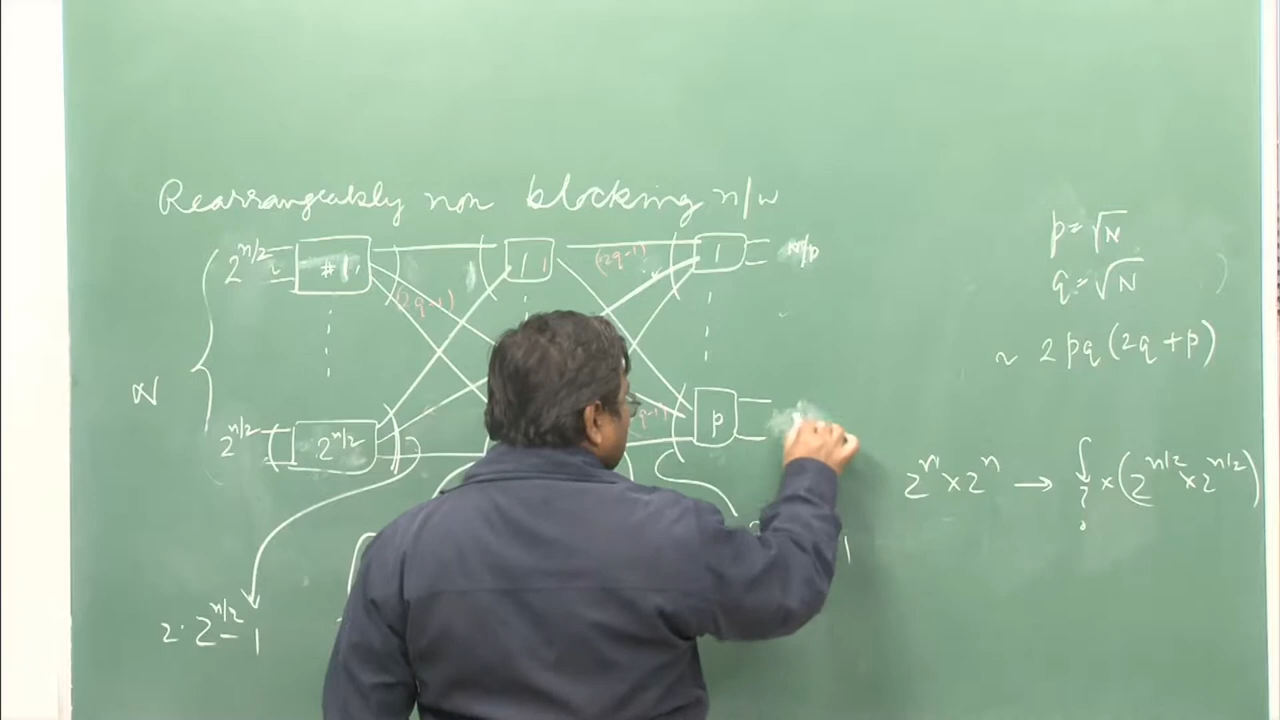 Rearrangeably non blocking n/w
2^{n/2} #1 (2q-1) 1 (2q-1) 1 N/p
N
2^{n/2} 2^{n/2} p
2·2^{n/2} - 1
p = √N
q = √N
~ 2pq(2q+p)
2^n × 2^n → × (2^{n/2} × 2^{n/2})